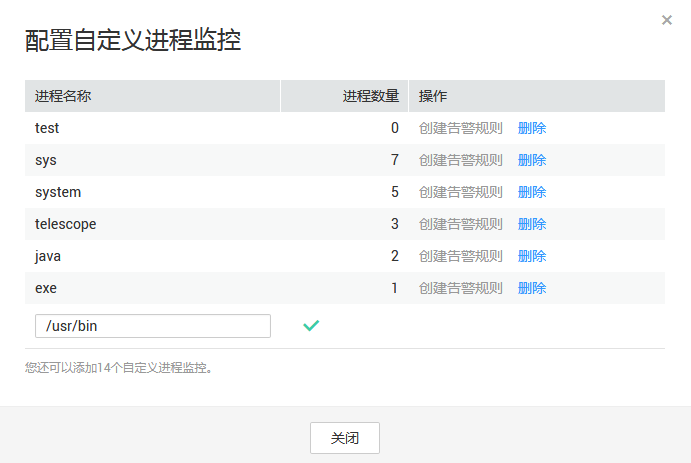 配置自定义进程监控
进程名称 进程数量 操作
test 0 创建告警规则 删除
sys 7 创建告警规则 删除
system 5 创建告警规则 删除
telescope 3 创建告警规则 删除
java 2 创建告警规则 删除
exe 1 创建告警规则 删除
/usr/bin
您还可以添加14个自定义进程监控。
关闭